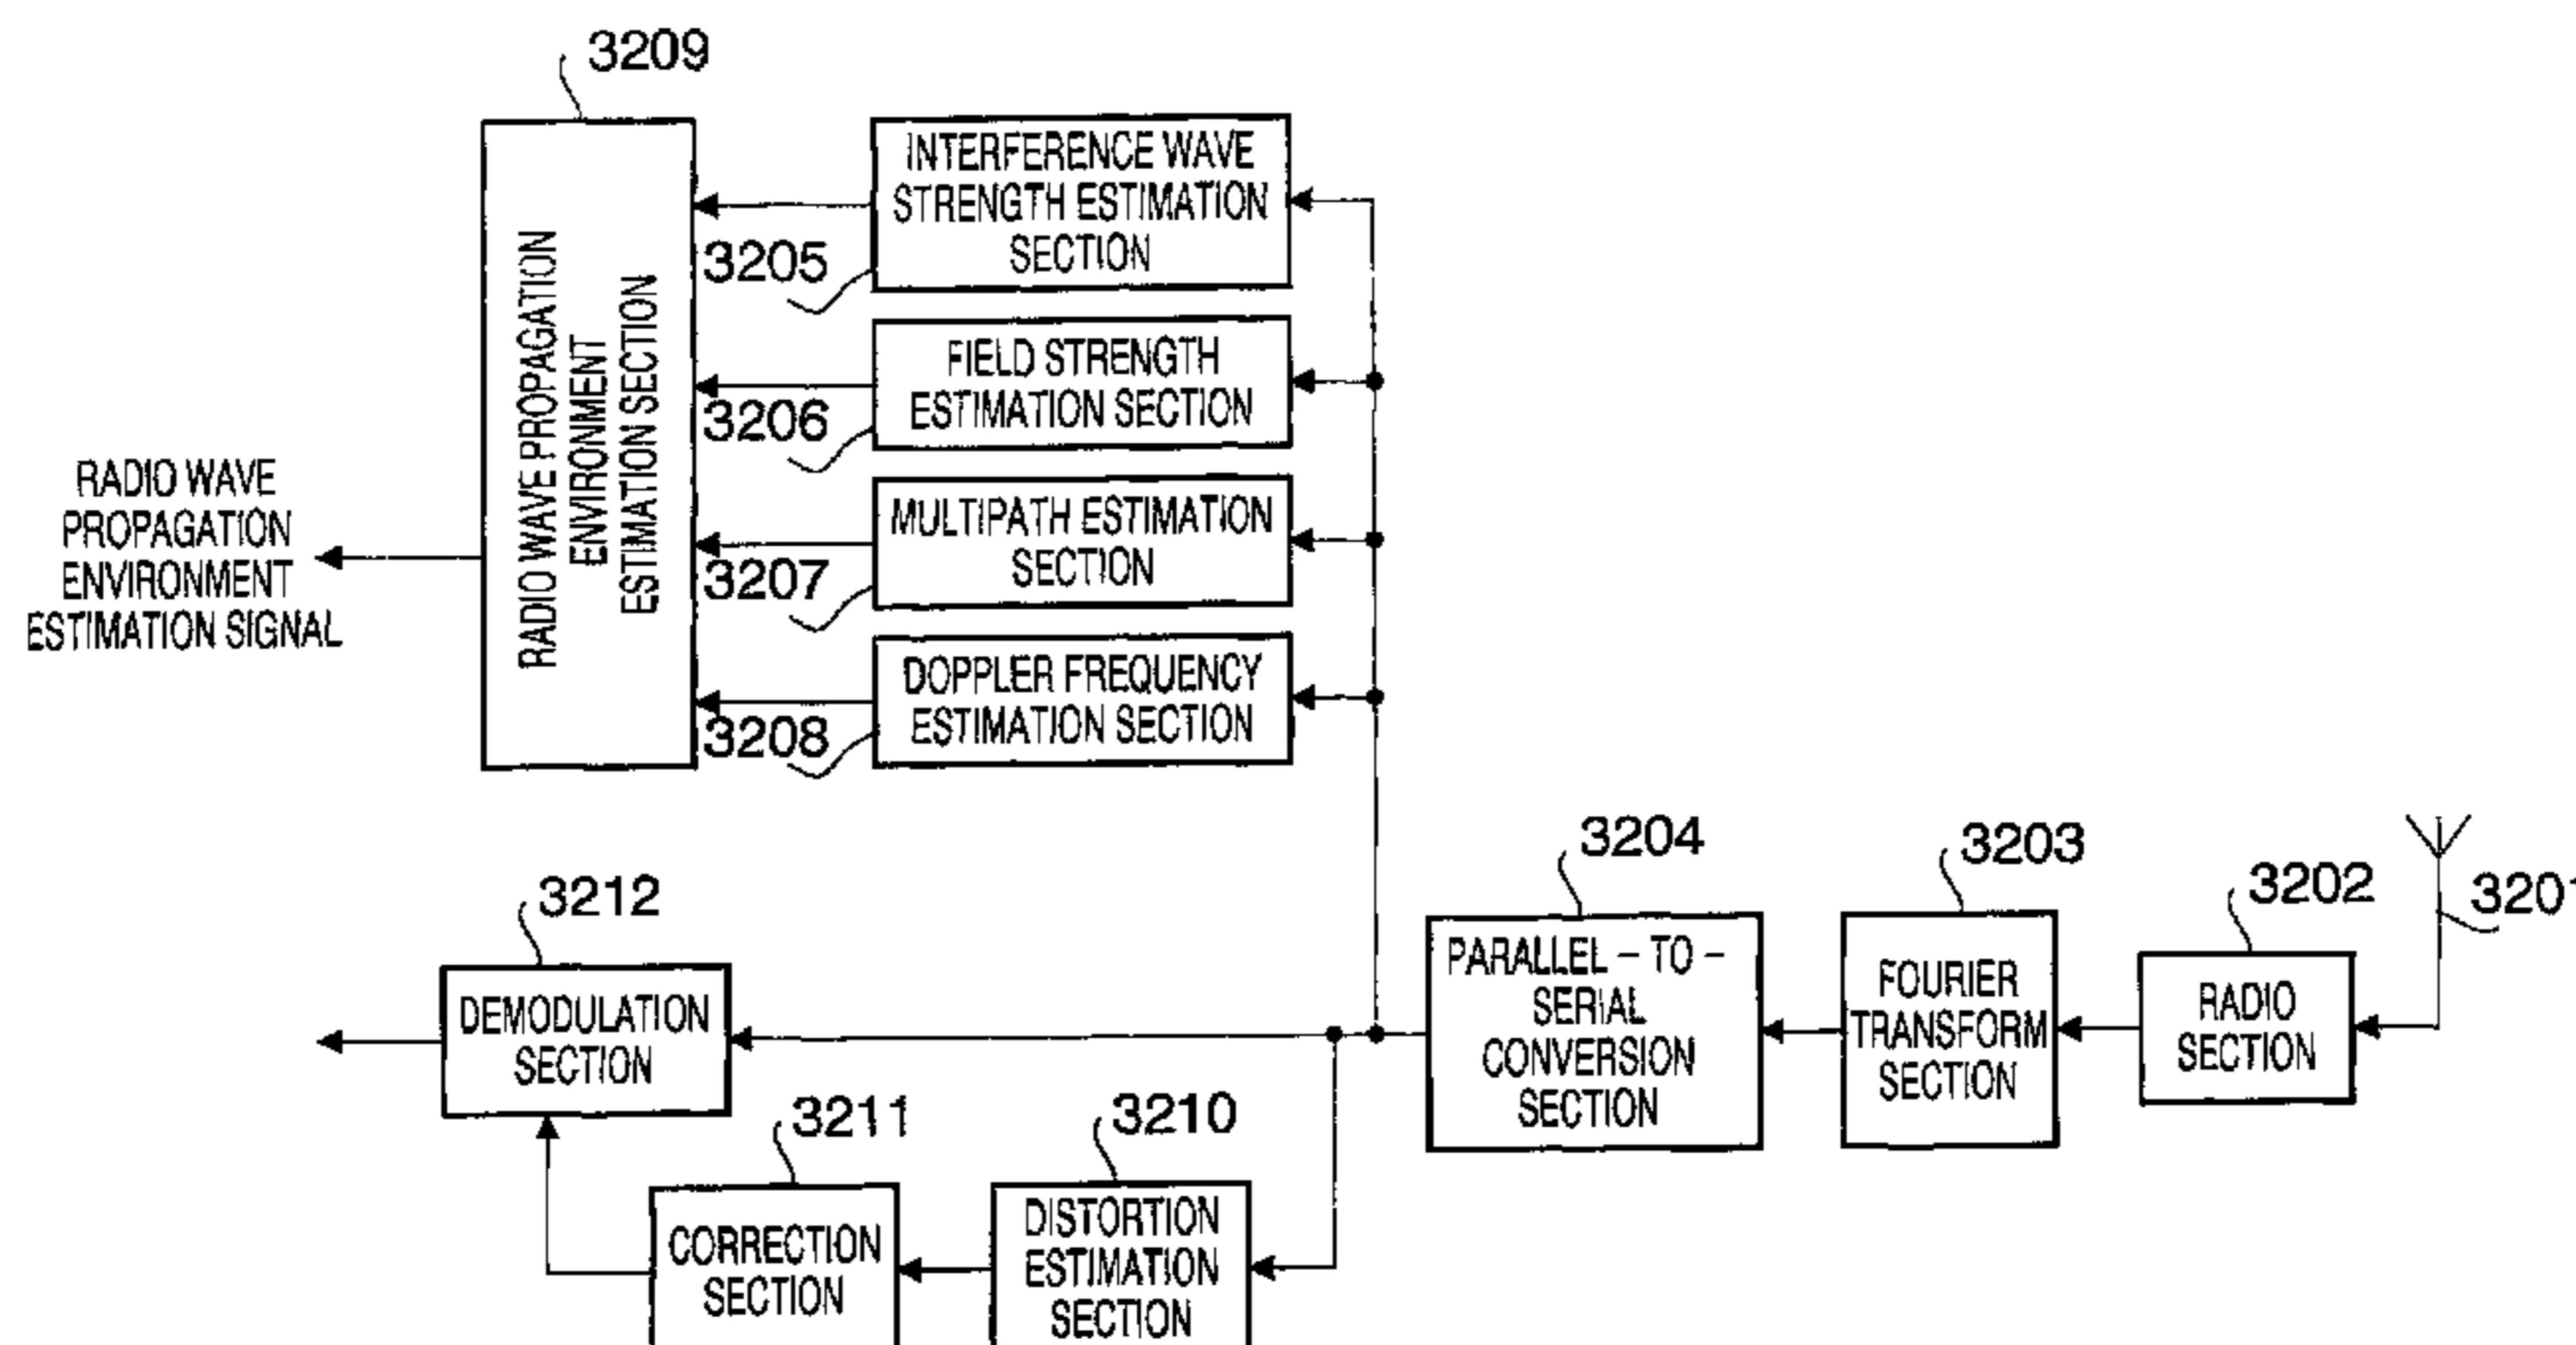 3209
RADIO WAVE PROPAGATION
ENVIRONMENT
ESTIMATION SECTION
INTERFERENCE WAVE
STRENGTH ESTIMATION
SECTION
3205
FIELD STRENGTH
ESTIMATION SECTION
3206
MULTIPATH ESTIMATION
SECTION
3207
DOPPLER FREQUENCY
ESTIMATION SECTION
3208
RADIO WAVE
PROPAGATION
ENVIRONMENT
ESTIMATION SIGNAL
3204
PARALLEL – TO –
SERIAL
CONVERSION
SECTION
3203
FOURIER
TRANSFORM
SECTION
3202
RADIO
SECTION
3201
3212
DEMODULATION
SECTION
3211
CORRECTION
SECTION
3210
DISTORTION
ESTIMATION
SECTION